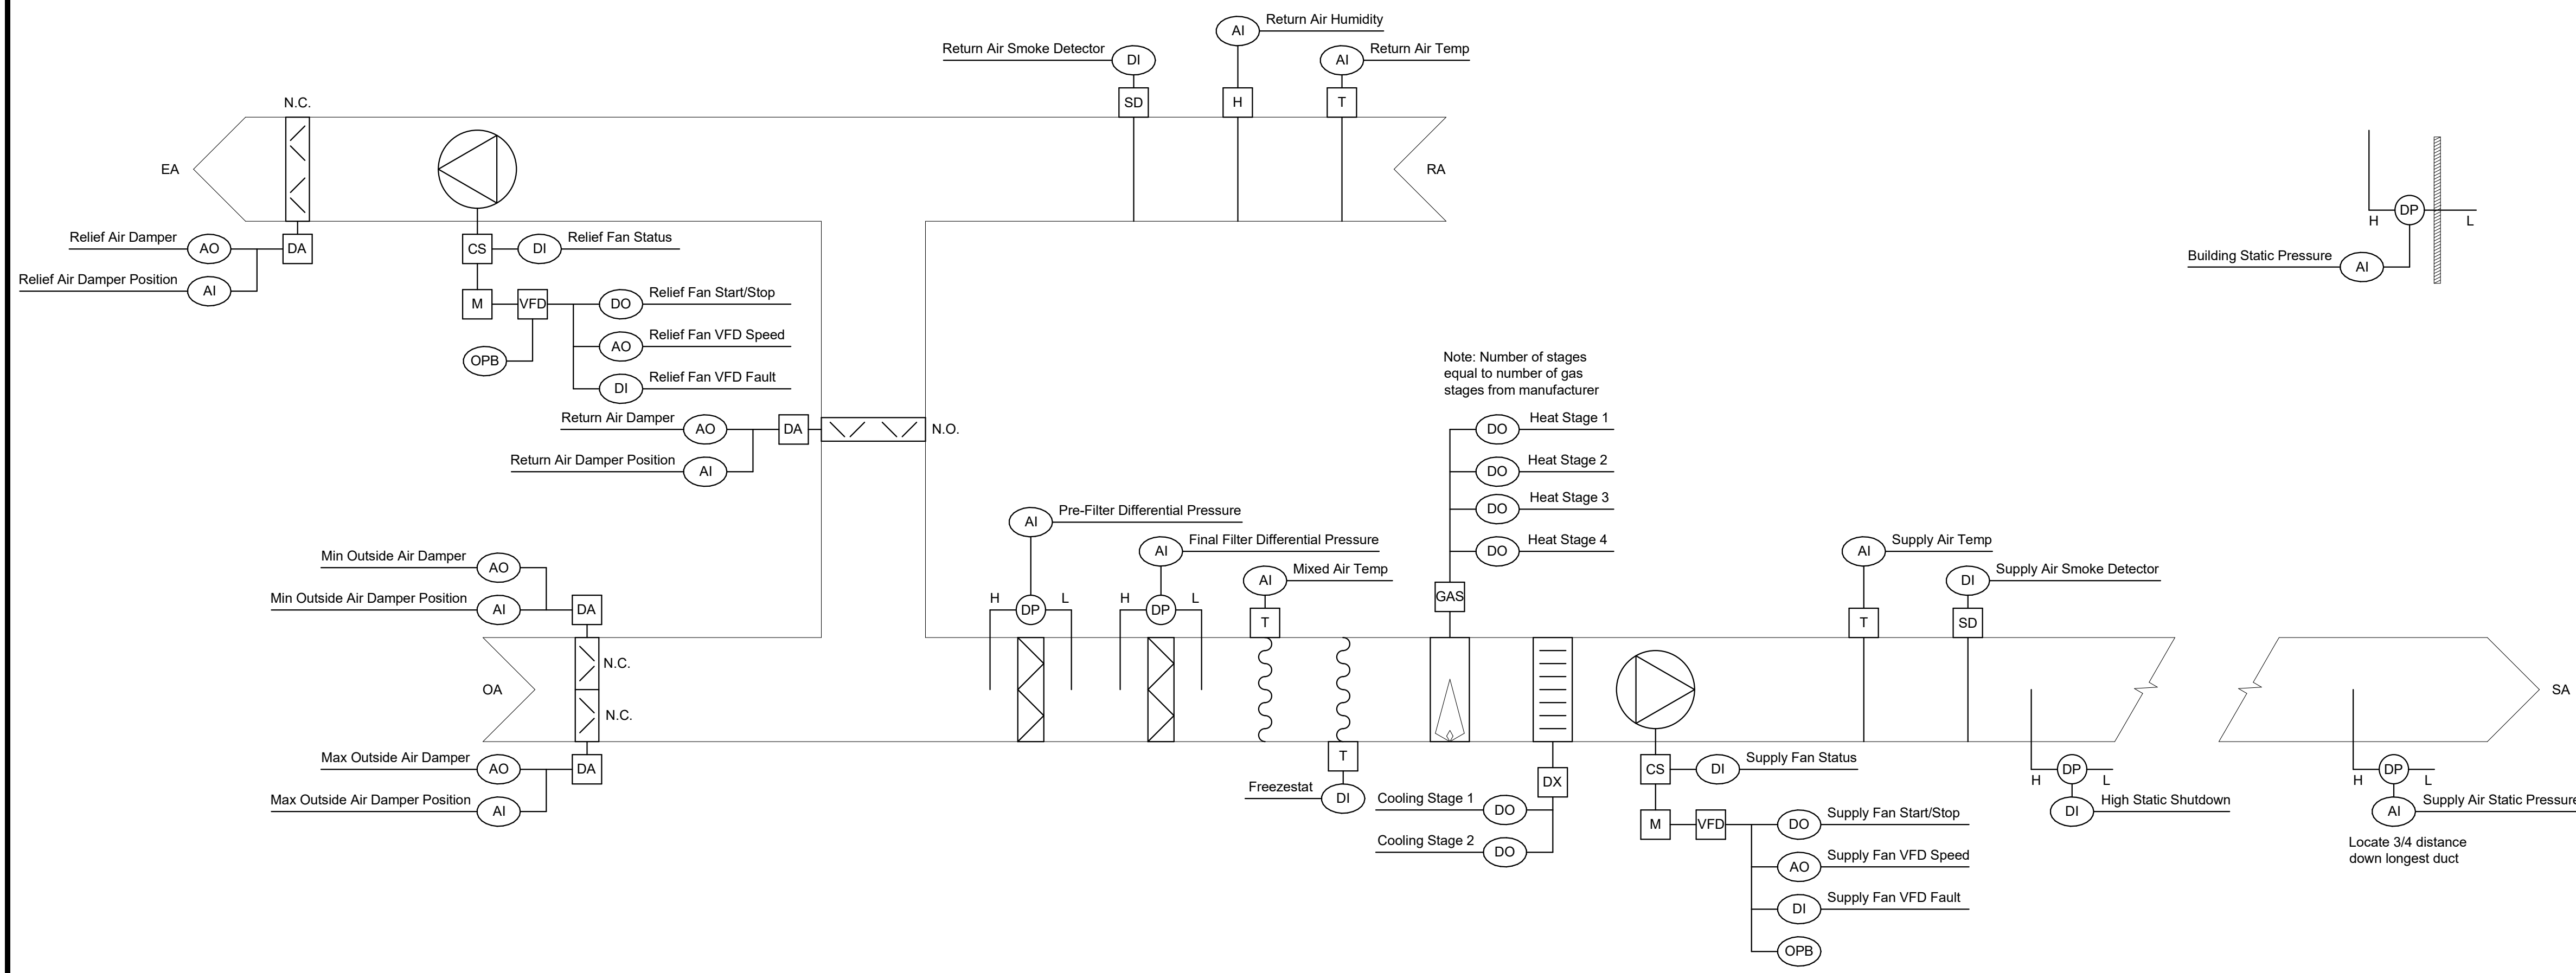 Return Air Humidity
AI
Return Air Smoke Detector
DI
AI
Return Air Temp
N.C.
SD
H
T
EA
RA
Relief Air Damper
AO
DA
Relief Air Damper Position
AI
CS
DI
Relief Fan Status
M
VFD
DO
Relief Fan Start/Stop
AO
Relief Fan VFD Speed
OPB
DI
Relief Fan VFD Fault
H
DP
L
Building Static Pressure
AI
Return Air Damper
AO
DA
N.O.
Return Air Damper Position
AI
Note: Number of stages
equal to number of gas
stages from manufacturer
DO
Heat Stage 1
DO
Heat Stage 2
DO
Heat Stage 3
DO
Heat Stage 4
GAS
AI
Pre-Filter Differential Pressure
H
DP
L
AI
Final Filter Differential Pressure
H
DP
L
AI
Mixed Air Temp
T
Min Outside Air Damper
AO
Min Outside Air Damper Position
AI
DA
OA
N.C.
N.C.
Max Outside Air Damper
AO
DA
Max Outside Air Damper Position
AI
T
Freezestat
DI
DX
Cooling Stage 1
DO
Cooling Stage 2
DO
CS
DI
Supply Fan Status
M
VFD
DO
Supply Fan Start/Stop
AO
Supply Fan VFD Speed
DI
Supply Fan VFD Fault
OPB
AI
Supply Air Temp
T
DI
Supply Air Smoke Detector
SD
SA
H
DP
L
DI
High Static Shutdown
H
DP
L
AI
Supply Air Static Pressure
Locate 3/4 distance
down longest duct